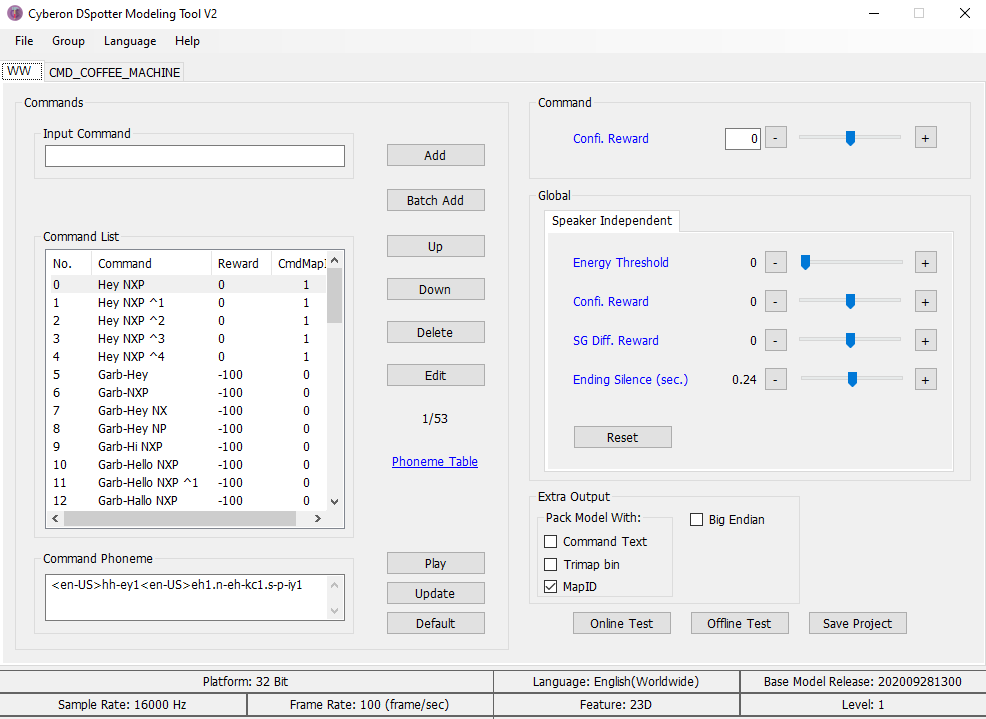 Cyberon DSpotter Modeling Tool V2
File Group Language Help
WW CMD_COFFEE_MACHINE
Commands
Input Command
Add
Batch Add
Command List
No. Command Reward CmdMapI
0 Hey NXP 0 1
1 Hey NXP ^1 0 1
2 Hey NXP ^2 0 1
3 Hey NXP ^3 0 1
4 Hey NXP ^4 0 1
5 Garb-Hey -100 0
6 Garb-NXP -100 0
7 Garb-Hey NX -100 0
8 Garb-Hey NP -100 0
9 Garb-Hi NXP -100 0
10 Garb-Hello NXP -100 0
11 Garb-Hello NXP ^1 -100 0
12 Garb-Hallo NXP -100 0
Up
Down
Delete
Edit
1/53
Phoneme Table
Command Phoneme
<en-US>hh-ey1<en-US>eh1.n-eh-kc1.s-p-iy1
Play
Update
Default
Command
Confi. Reward 0 - +
Global
Speaker Independent
Energy Threshold 0 - +
Confi. Reward 0 - +
SG Diff. Reward 0 - +
Ending Silence (sec.) 0.24 - +
Reset
Extra Output
Pack Model With:
Command Text
Trimap bin
MapID
Big Endian
Online Test Offline Test Save Project
Platform: 32 Bit Language: English(Worldwide) Base Model Release: 202009281300
Sample Rate: 16000 Hz Frame Rate: 100 (frame/sec) Feature: 23D Level: 1